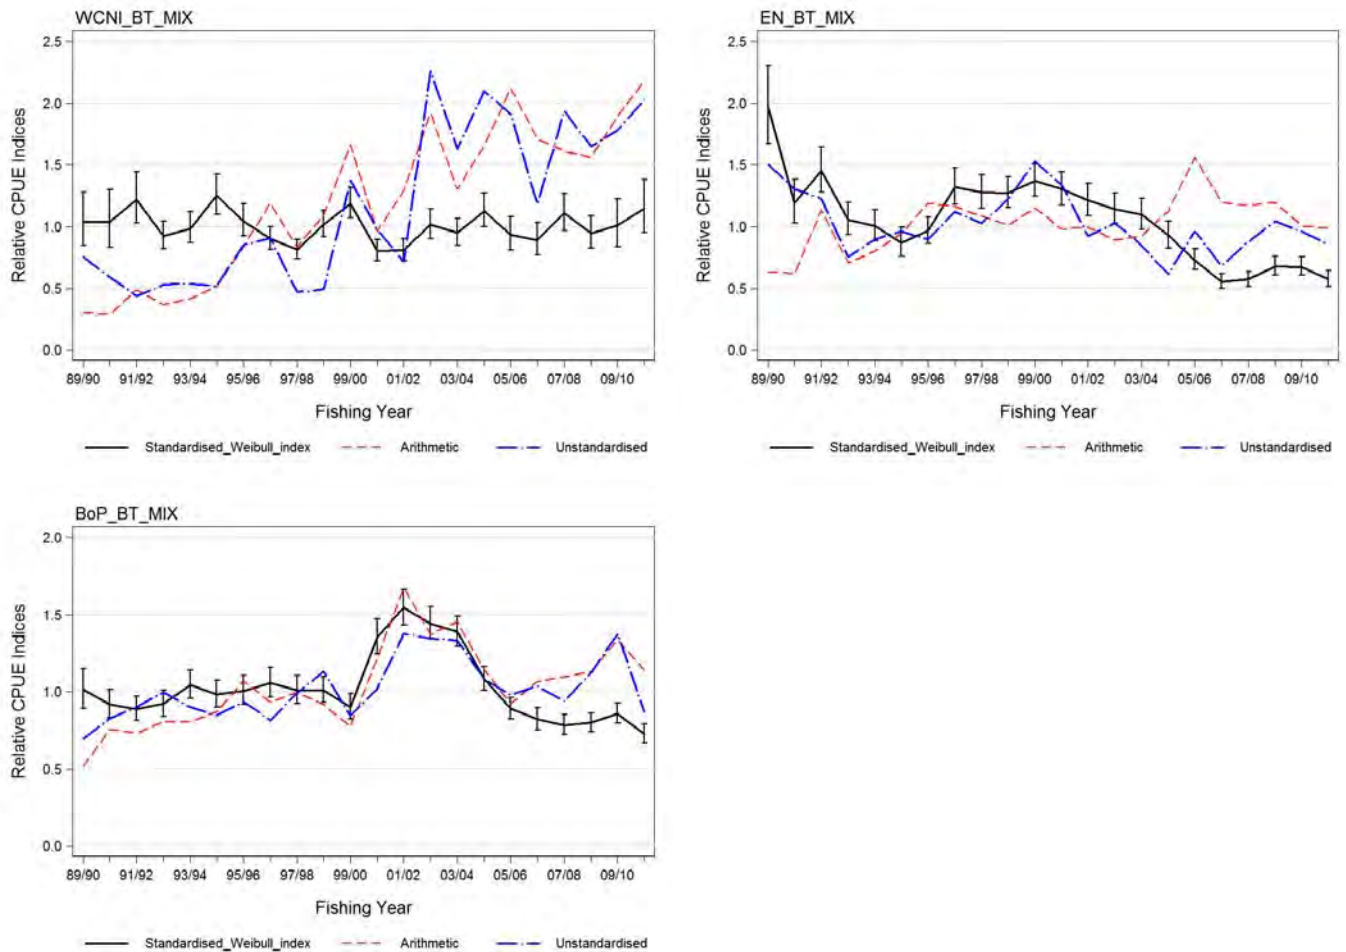 WCNI_BT_MIX
Relative CPUE Indices
2.5
2.0
1.5
1.0
0.5
0.0
89/90 91/92 93/94 95/96 97/98 99/00 01/02 03/04 05/06 07/08 09/10
Fishing Year
Standardised_Weibull_index Arithmetic Unstandardised
EN_BT_MIX
Relative CPUE Indices
2.5
2.0
1.5
1.0
0.5
0.0
89/90 91/92 93/94 95/96 97/98 99/00 01/02 03/04 05/06 07/08 09/10
Fishing Year
Standardised_Weibull_index Arithmetic Unstandardised
BoP_BT_MIX
Relative CPUE Indices
2.0
1.5
1.0
0.5
0.0
89/90 91/92 93/94 95/96 97/98 99/00 01/02 03/04 05/06 07/08 09/10
Fishing Year
Standardised_Weibull_index Arithmetic Unstandardised